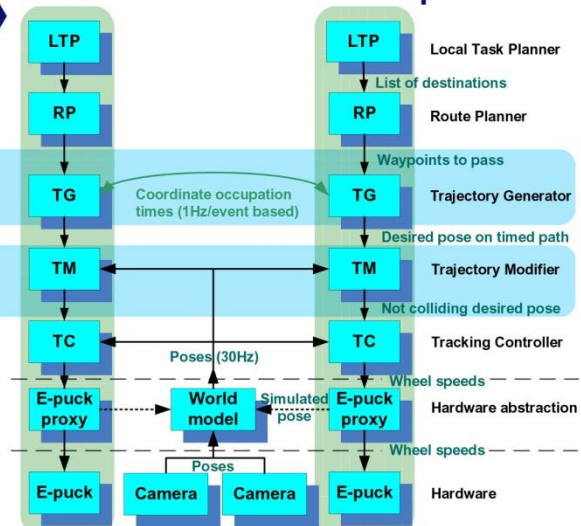 LTP
LTP
Local Task Planner
List of destinations
RP
RP
Route Planner
Waypoints to pass
TG
Coordinate occupation
times (1Hz/event based)
TG
Trajectory Generator
Desired pose on timed path
TM
TM
Trajectory Modifier
Not colliding desired pose
TC
TC
Tracking Controller
Poses (30Hz)
Wheel speeds
E-puck
proxy
World
model
Simulated
pose
E-puck
proxy
Hardware abstraction
Wheel speeds
Poses
E-puck
Camera
Camera
E-puck
Hardware